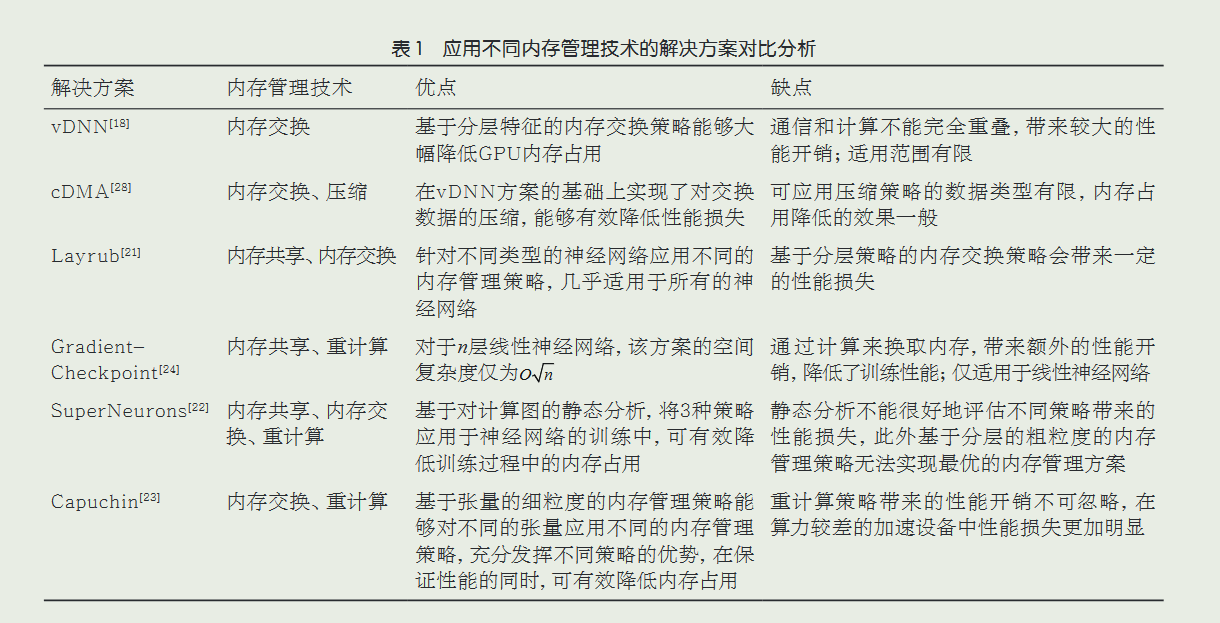 表1 应用不同内存管理技术的解决方案对比分析
解决方案 内存管理技术 优点 缺点
vDNN[18] 内存交换 基于分层特征的内存交换策略能够大 通信和计算不能完全重叠，带来较大的性
幅降低GPU内存占用 能开销；适用范围有限
cDMA[28] 内存交换、压缩 在vDNN方案的基础上实现了对交换 可应用压缩策略的数据类型有限，内存占
数据的压缩，能够有效降低性能损失 用降低的效果一般
Layrub[21] 内存共享、内存交换 针对不同类型的神经网络应用不同的 基于分层策略的内存交换策略会带来一定
内存管理策略，几乎适用于所有的神 的性能损失
经网络
Gradient– 内存共享、重计算 对于n层线性神经网络，该方案的空间 通过计算来换取内存，带来额外的性能开
Checkpoint[24] 复杂度仅为O√n 销，降低了训练性能；仅适用于线性神经网络
SuperNeurons[22] 内存共享、内存交 基于对计算图的静态分析，将3种策略 静态分析不能很好地评估不同策略带来的
换、重计算 应用于神经网络的训练中，可有效降 性能损失，此外基于分层的粗粒度的内存
低训练过程中的内存占用 管理策略无法实现最优的内存管理方案
Capuchin[23] 内存交换、重计算 基于张量的细粒度的内存管理策略能 重计算策略带来的性能开销不可忽略，在
够对不同的张量应用不同的内存管理 算力较差的加速设备中性能损失更加明显
策略，充分发挥不同策略的优势，在保
证性能的同时，可有效降低内存占用